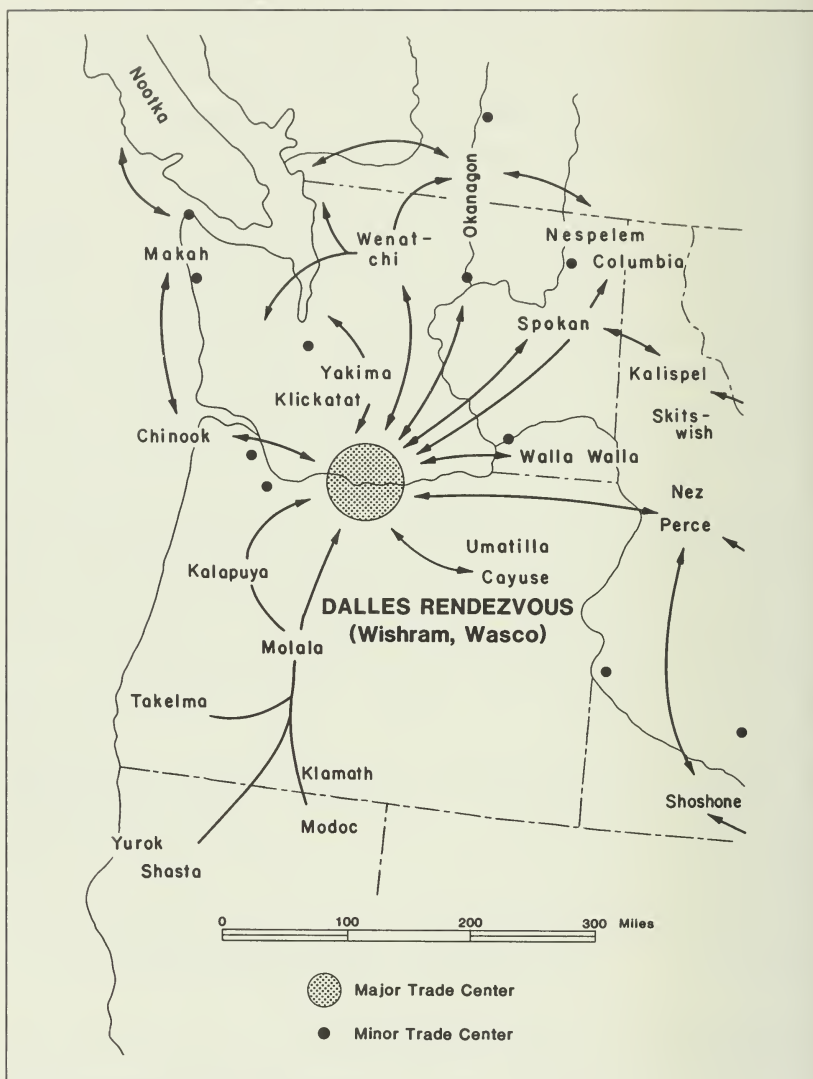 Nootka
Okanagon
Makah
Wenat-
chi
Nespelem
Columbia
Spokan
Yakima
Klickatat
Kalispel
Skits-
wish
Chinook
Walla Walla
Nez
Perce
Umatilla
Cayuse
Kalapuya
DALLES RENDEZVOUS
(Wishram, Wasco)
Molala
Takelma
Klamath
Modoc
Shoshone
Yurok
Shasta
0 100 200 300 Miles
Major Trade Center
Minor Trade Center